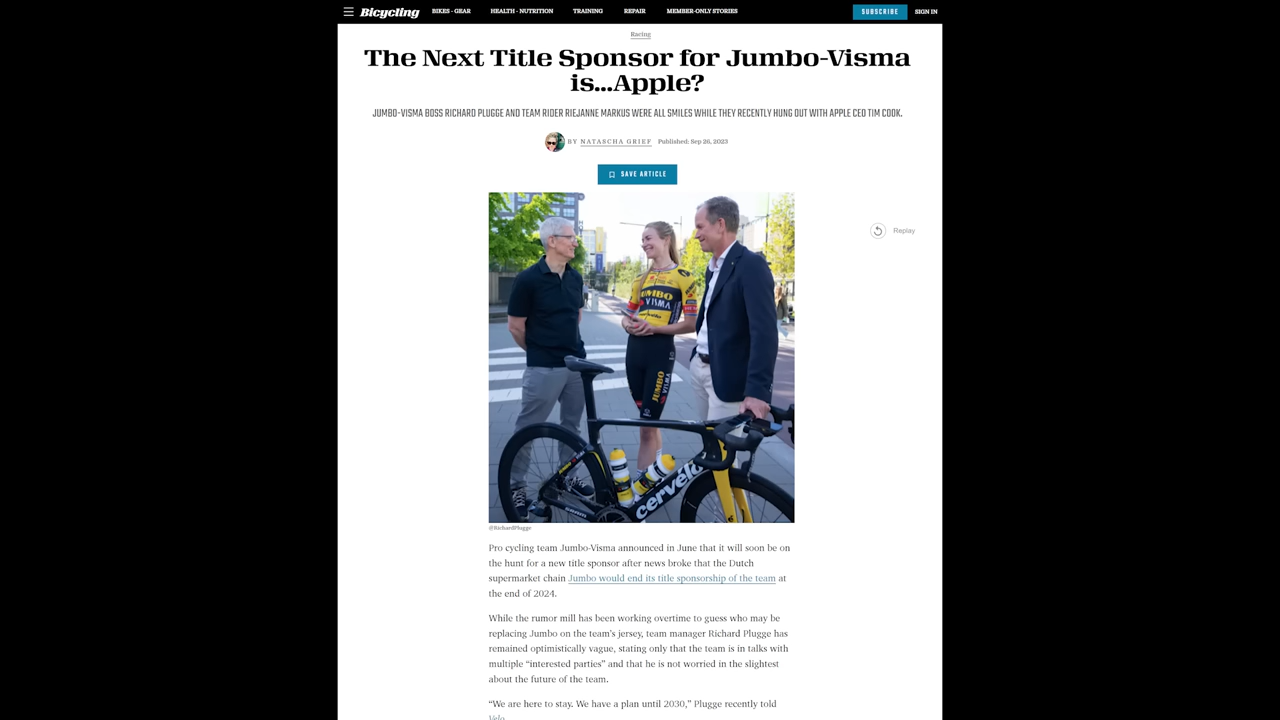 Bicycling
BIKES - GEAR
HEALTH - NUTRITION
TRAINING
REPAIR
MEMBER-ONLY STORIES
SUBSCRIBE
SIGN IN
Racing
The Next Title Sponsor for Jumbo-Visma
is...Apple?
JUMBO-VISMA BOSS RICHARD PLUGGE AND TEAM RIDER RIEJANNE MARKUS WERE ALL SMILES WHILE THEY RECENTLY HUNG OUT WITH APPLE CEO TIM COOK.
BY NATASCHA GRIEF Published: Sep 26, 2023
SAVE ARTICLE
Replay
JUMBO
VISMA
JUMBO
VISMA
cervélo
sram
@RichardPlugge
Pro cycling team Jumbo-Visma announced in June that it will soon be on
the hunt for a new title sponsor after news broke that the Dutch
supermarket chain Jumbo would end its title sponsorship of the team at
the end of 2024.
While the rumor mill has been working overtime to guess who may be
replacing Jumbo on the team's jersey, team manager Richard Plugge has
remained optimistically vague, stating only that the team is in talks with
multiple “interested parties” and that he is not worried in the slightest
about the future of the team.
“We are here to stay. We have a plan until 2030,” Plugge recently told
Velo.